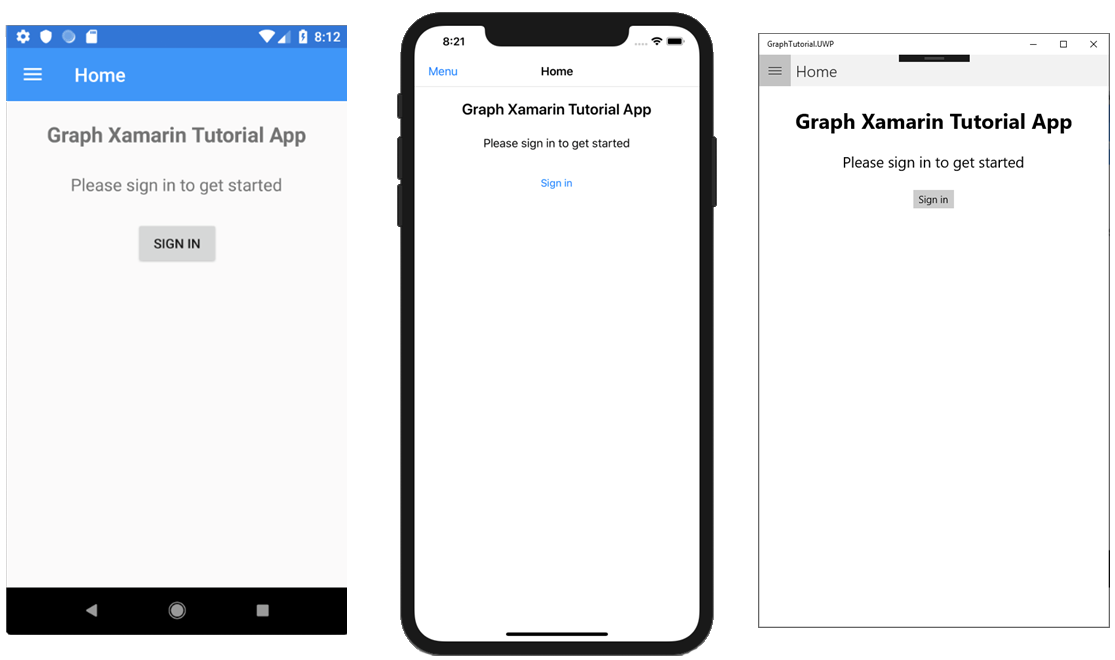 8:12
Home
Graph Xamarin Tutorial App
Please sign in to get started
SIGN IN
8:21
Menu
Home
Graph Xamarin Tutorial App
Please sign in to get started
Sign in
GraphTutorial.UWP
Home
Graph Xamarin Tutorial App
Please sign in to get started
Sign in